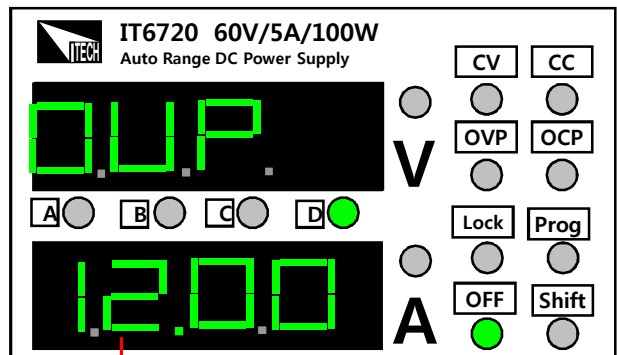 ITECH
IT6720 60V/5A/100W
Auto Range DC Power Supply
CV CC
O.U.P.
V
OVP OCP
A B C D
Lock Prog
12.00
A
OFF Shift